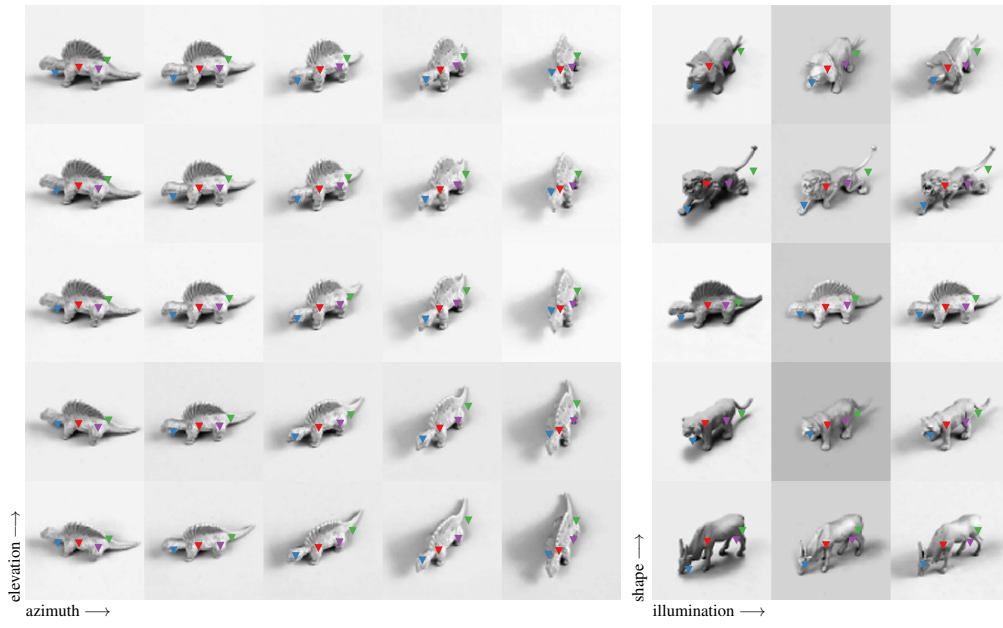 elevation ⟶
azimuth ⟶
shape ⟶
illumination ⟶